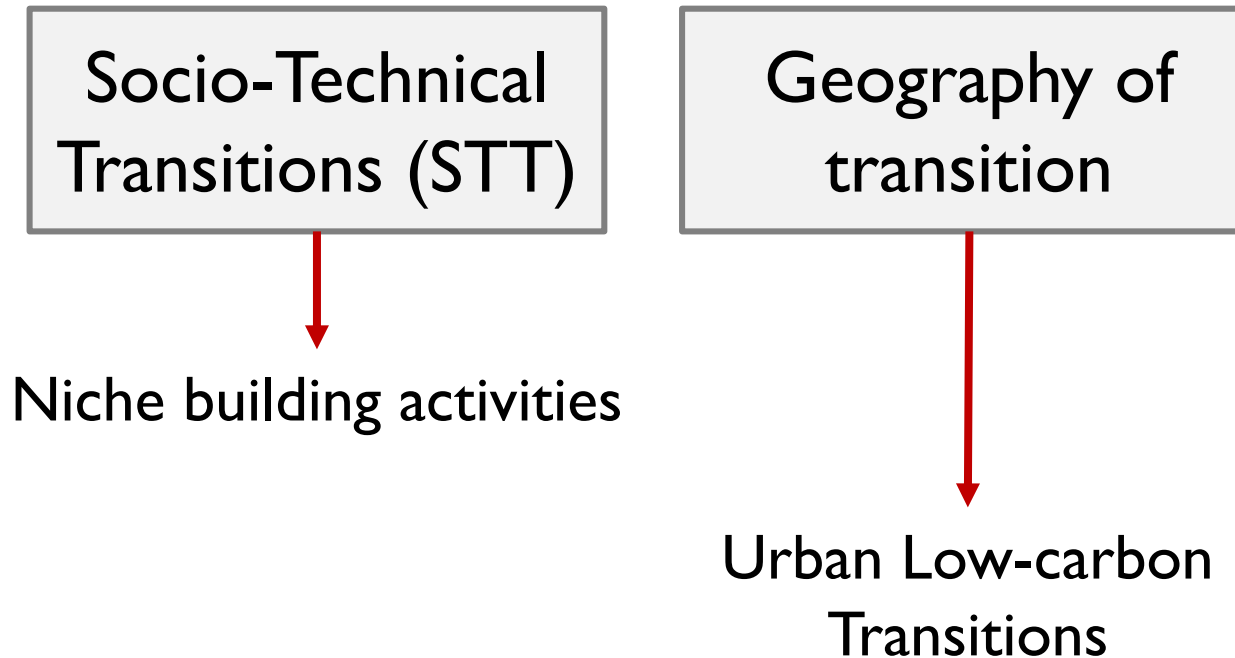 Socio-Technical
Transitions (STT)
Geography of
transition
Niche building activities
Urban Low-carbon
Transitions